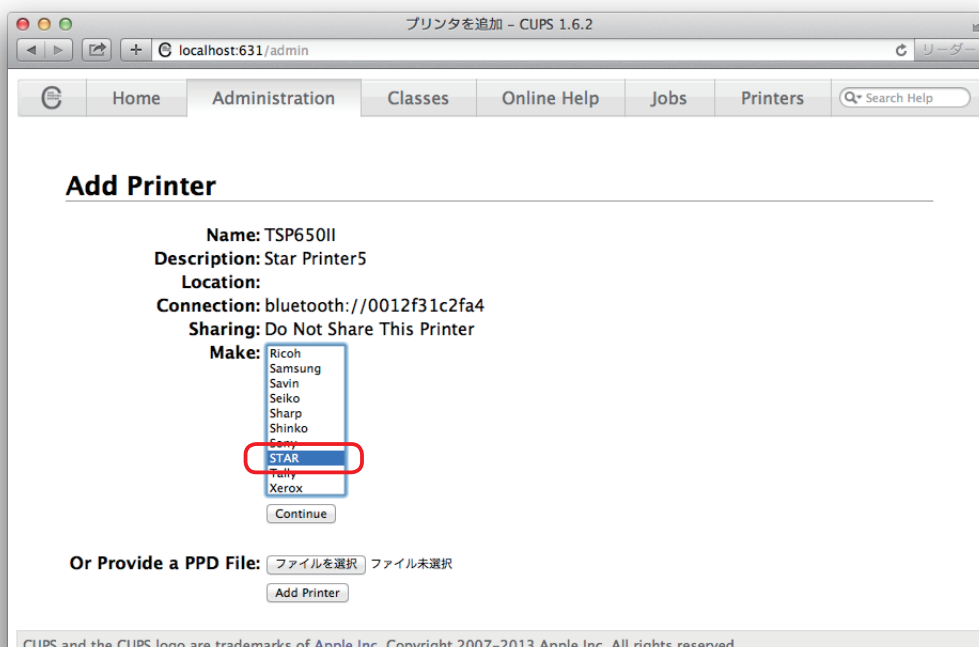 プリンタを追加 – CUPS 1.6.2
localhost:631/admin
リーダー
Home Administration Classes Online Help Jobs Printers Search Help
Add Printer
Name: TSP650II
Description: Star Printer5
Location:
Connection: bluetooth://0012f31c2fa4
Sharing: Do Not Share This Printer
Make: Ricoh
Samsung
Savin
Seiko
Sharp
Shinko
Sony
STAR
Tally
Xerox
Continue
Or Provide a PPD File: ファイルを選択 ファイル未選択
Add Printer
CUPS and the CUPS logo are trademarks of Apple Inc. Copyright 2007–2013 Apple Inc. All rights reserved.